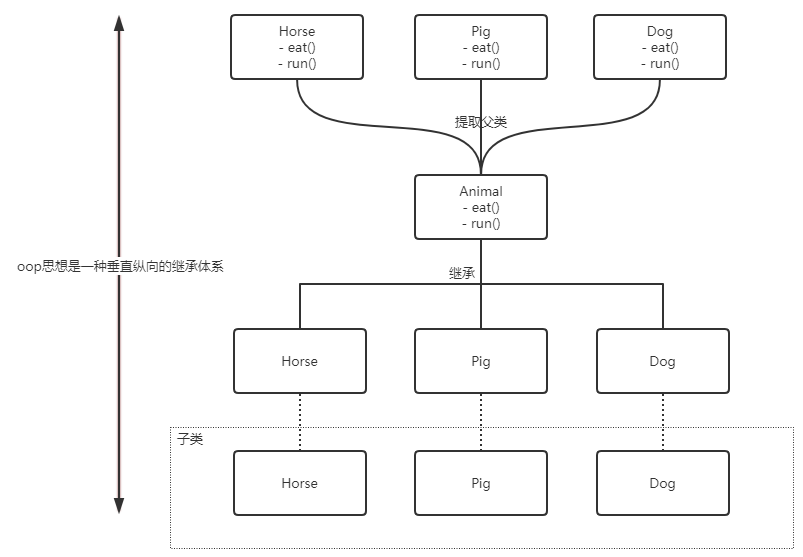 Horse
- eat()
- run()
Pig
- eat()
- run()
Dog
- eat()
- run()
提取父类
Animal
- eat()
- run()
oop思想是一种垂直纵向的继承体系
继承
Horse
Pig
Dog
子类
Horse
Pig
Dog